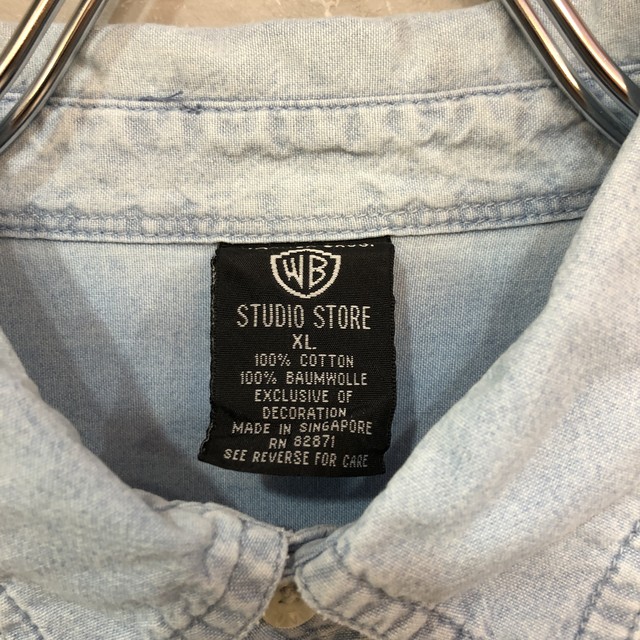 WB
STUDIO STORE
XL
100% COTTON
100% BAUMWOLLE
EXCLUSIVE OF
DECORATION
MADE IN SINGAPORE
RN 82871
SEE REVERSE FOR CARE